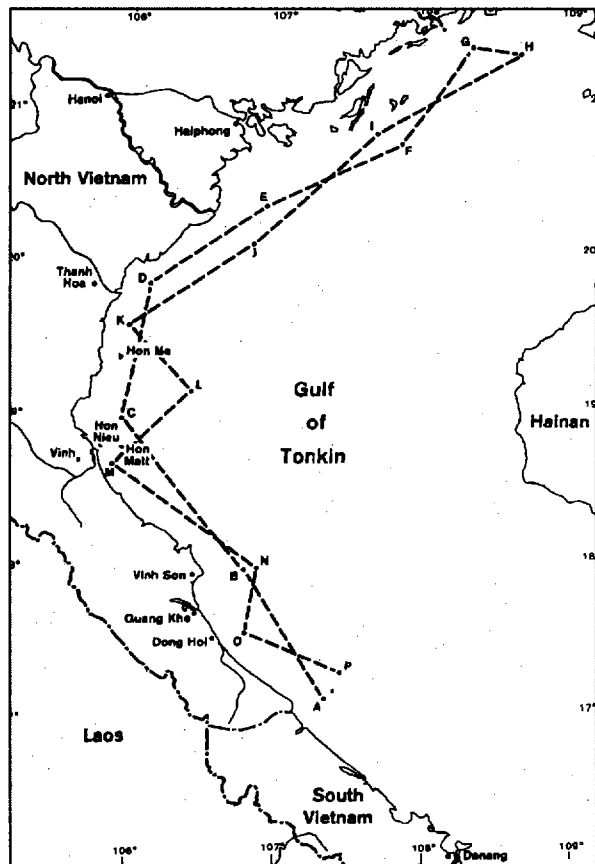 106°
107°
109°
G
H
Hanoi
21°
Haiphong
I
F
North Vietnam
E
J
20°
20
Thanh
Hoa
D
K
Hon Me
L
Gulf
of
Tonkin
Hainan
C
Hon
Nieu
Hon
Matt
Vinh
M
N
B
18
Vinh Son
Quang Khe
Dong Hoi
O
P
A
17°
Laos
South
Vietnam
Danang
106°
107°
108°
109°